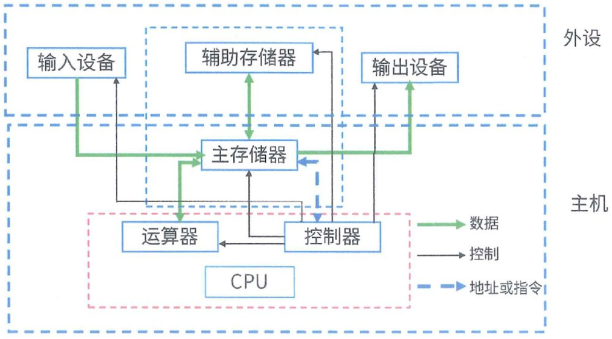 外设
输入设备
辅助存储器
输出设备
主存储器
主机
运算器
控制器
CPU
数据
控制
地址或指令